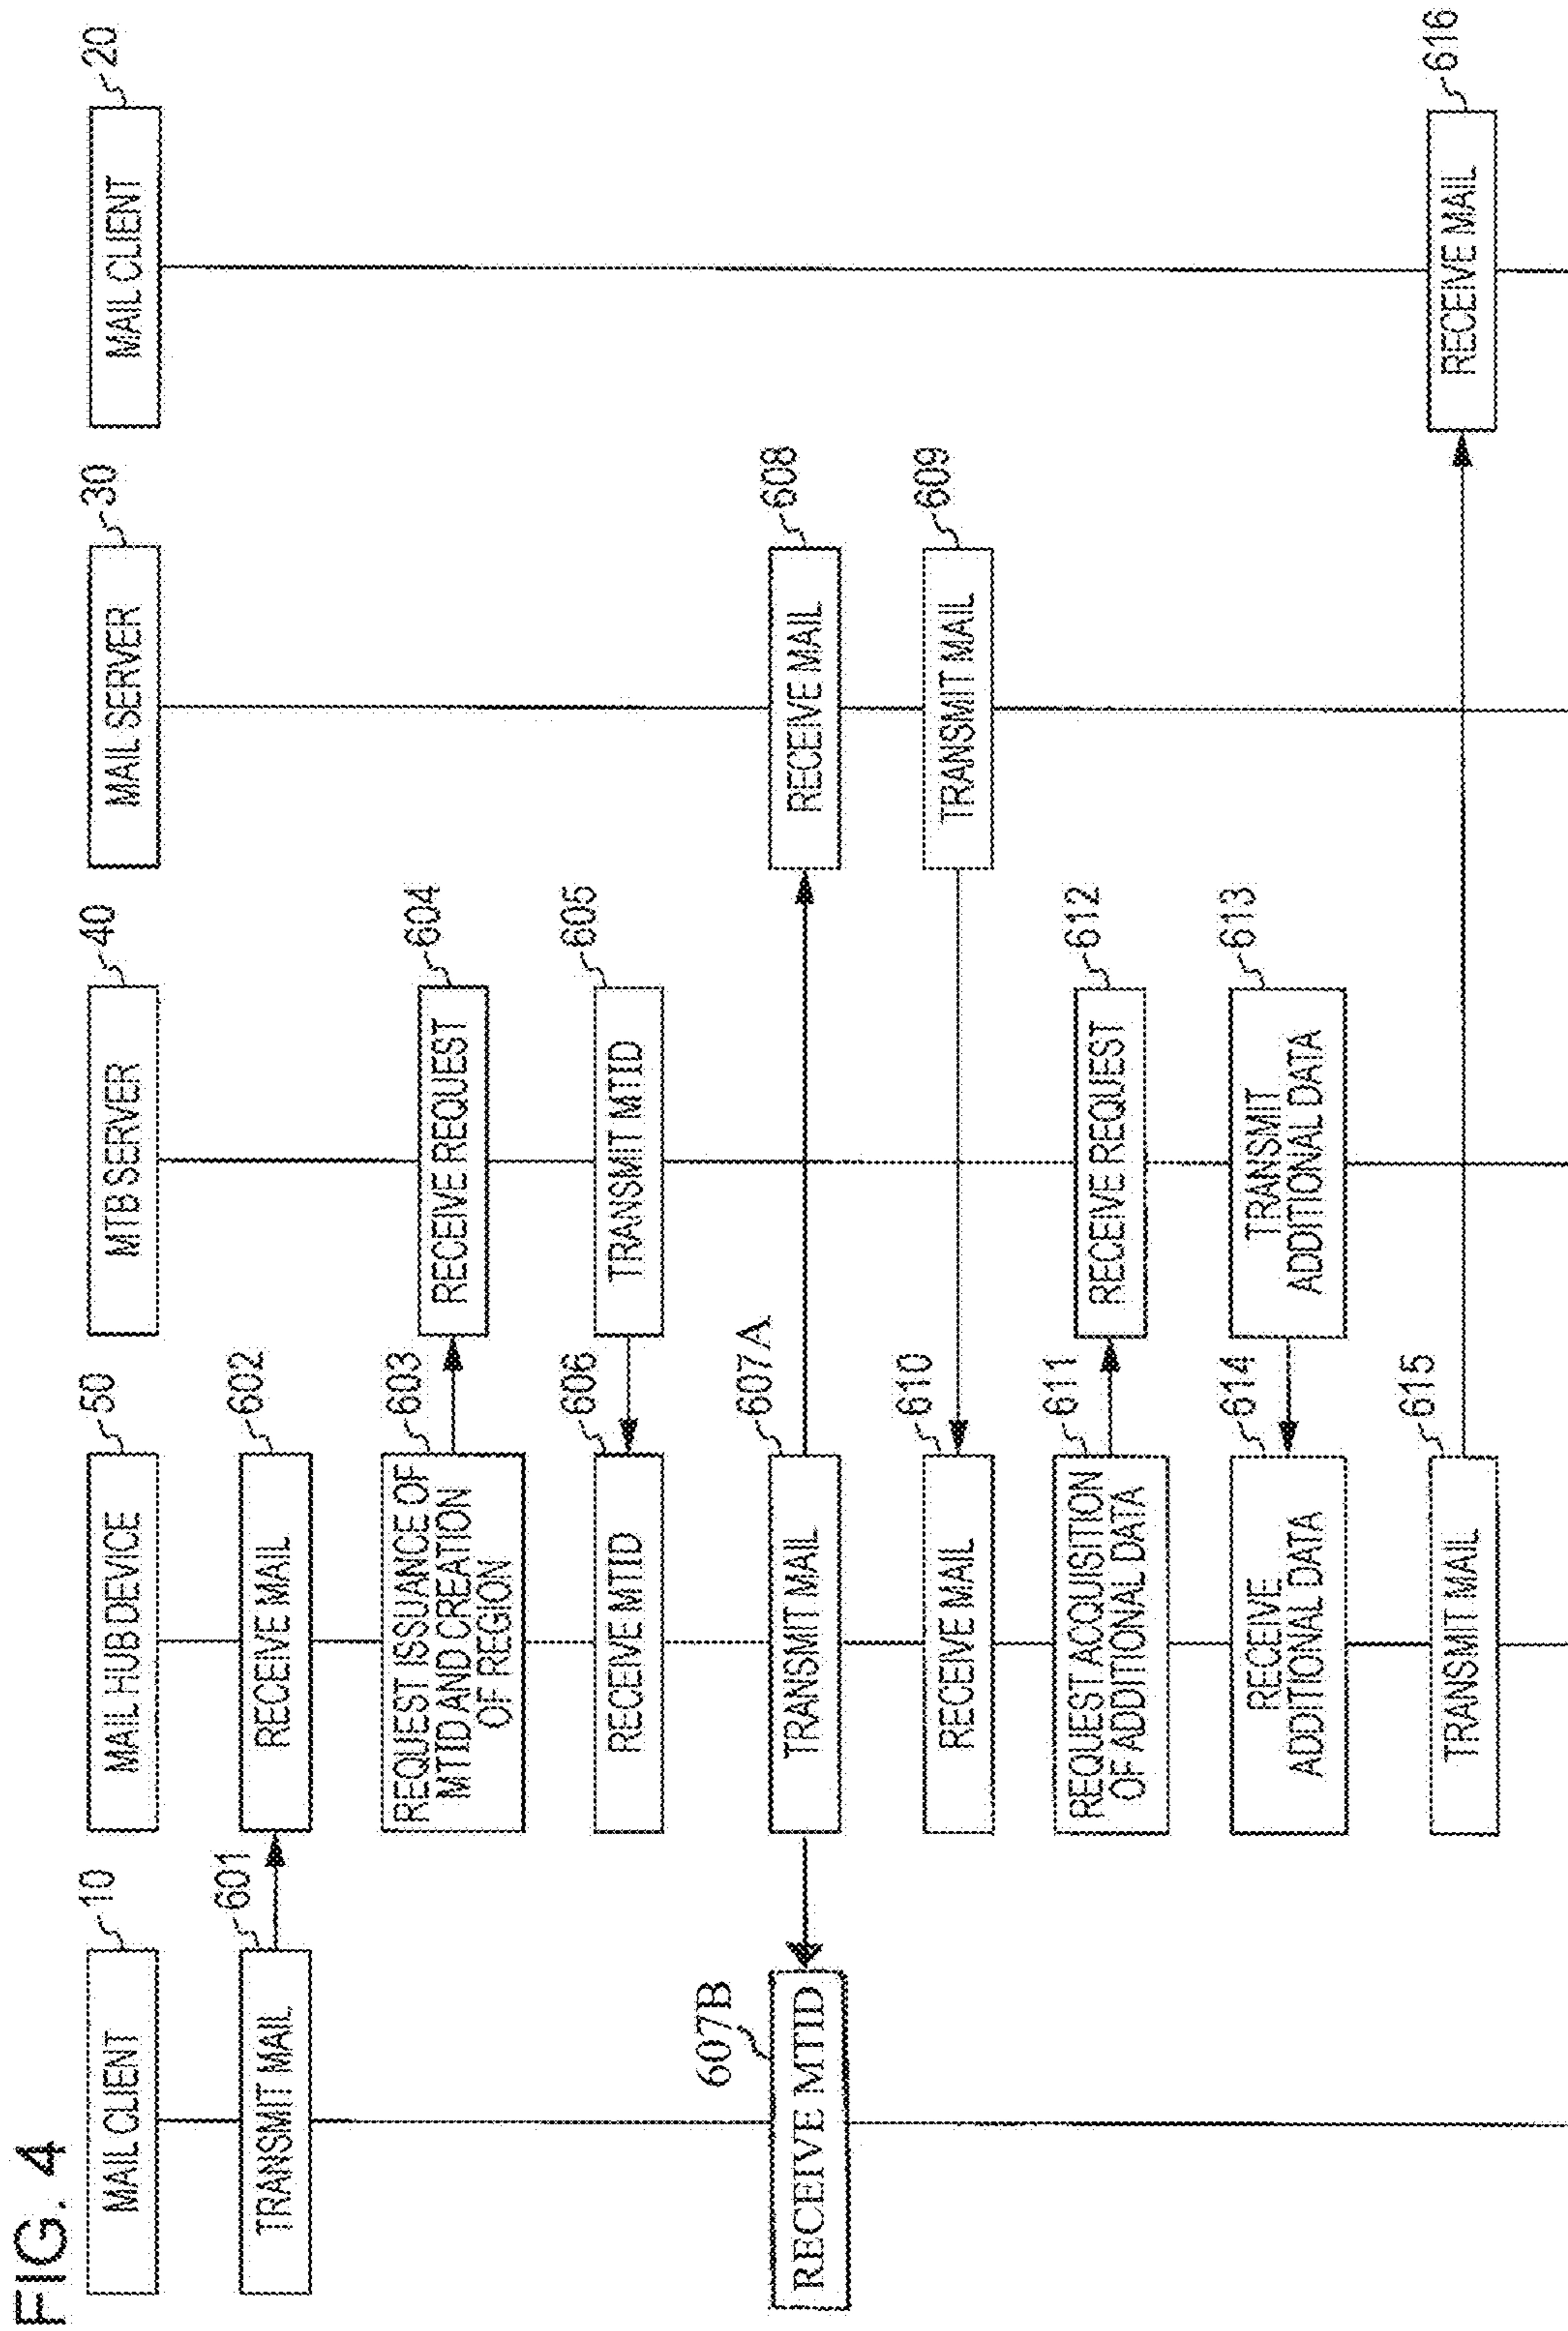 FIG. 4
MAIL CLIENT
10
MAIL HUB DEVICE
50
MTB SERVER
40
MAIL SERVER
30
MAIL CLIENT
20
TRANSMIT MAIL
601
RECEIVE MAIL
602
REQUEST ISSUANCE OF
MTID AND CREATION
OF REGION
603
RECEIVE REQUEST
604
TRANSMIT MTID
605
RECEIVE MTID
606
RECEIVE MTID
607B
TRANSMIT MAIL
607A
RECEIVE MAIL
608
TRANSMIT MAIL
609
RECEIVE MAIL
610
REQUEST ACQUISITION
OF ADDITIONAL DATA
611
RECEIVE REQUEST
612
TRANSMIT
ADDITIONAL DATA
613
RECEIVE
ADDITIONAL DATA
614
TRANSMIT MAIL
615
RECEIVE MAIL
616